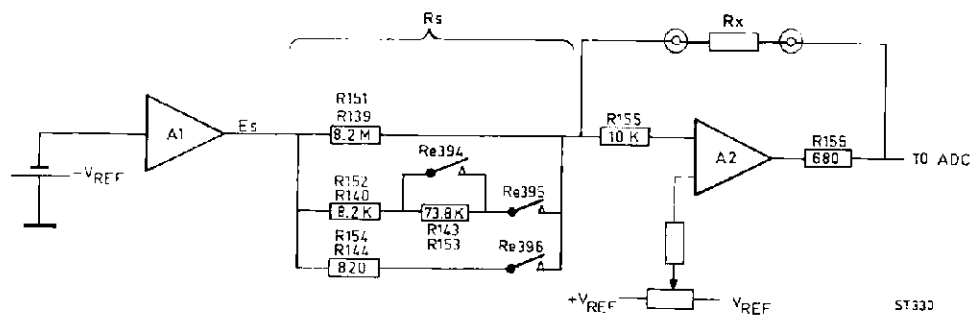 Rs
Rx
R151
R139
8.2 M
A1
Es
R155
10 K
A2
R156
680
TO ADC
Re394
-VREF
R152
R140
8.2 K
73.8 K
Re395
R143
R153
R154
R144
820
Re396
+VREF
VREF
ST330